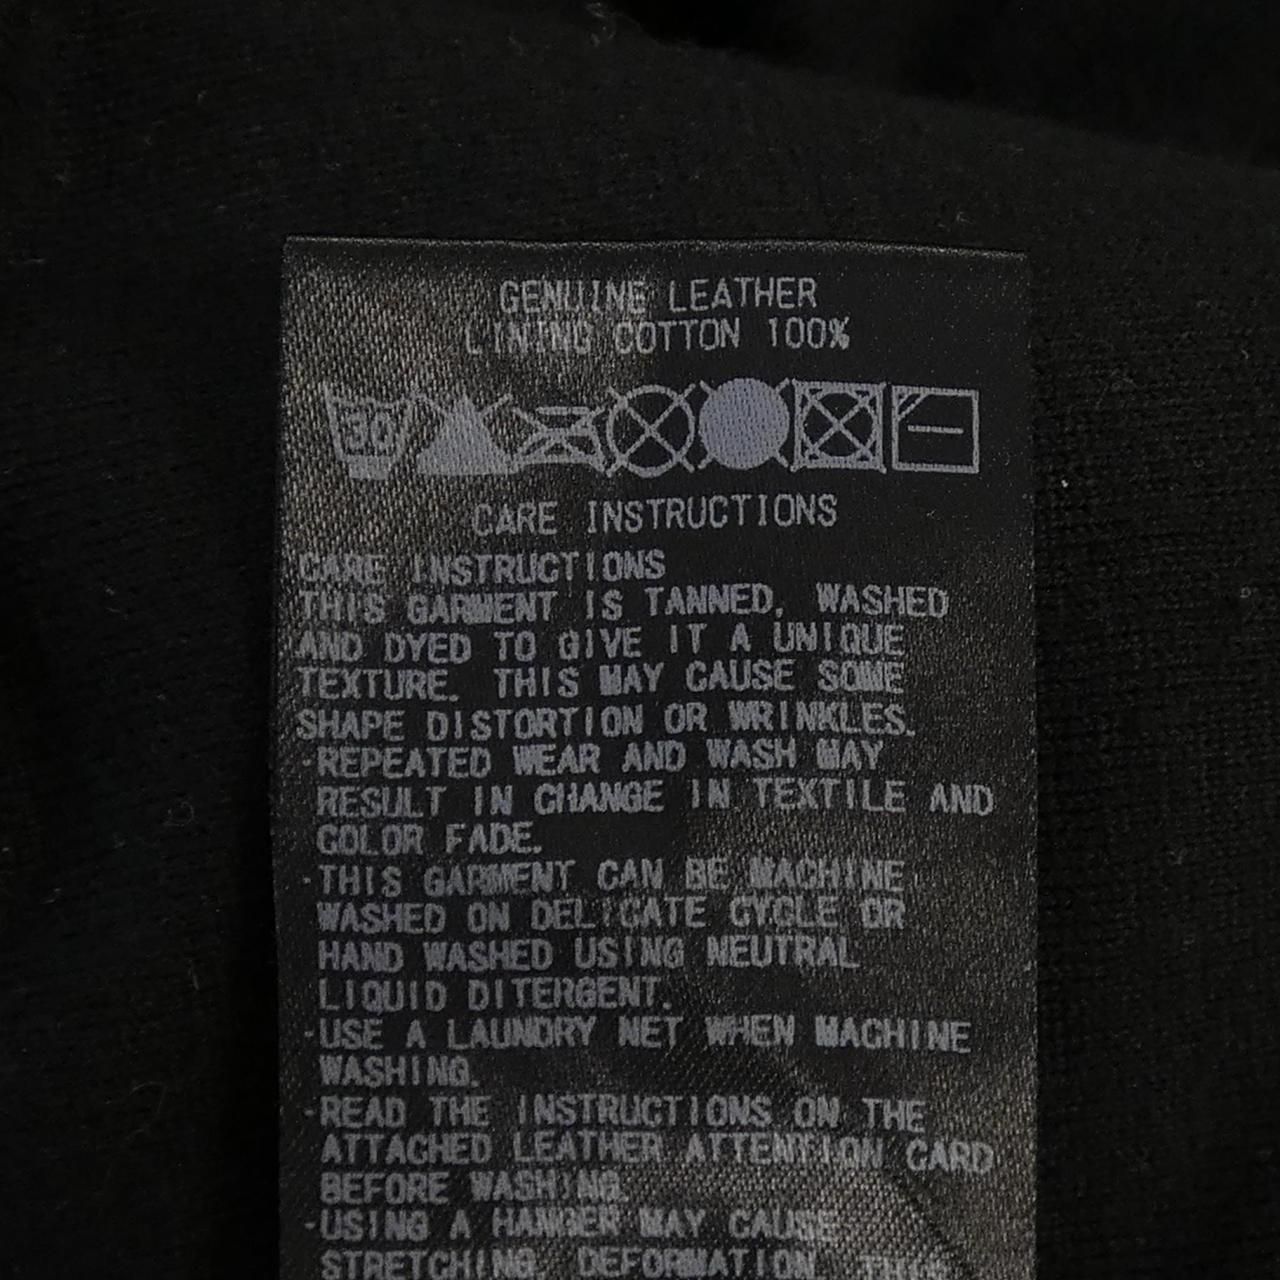 GENUINE LEATHER
LINING COTTON 100%
30
CARE INSTRUCTIONS
CARE INSTRUCTIONS
THIS GARMENT IS TANNED, WASHED
AND DYED TO GIVE IT A UNIQUE
TEXTURE. THIS MAY CAUSE SOME
SHAPE DISTORTION OR WRINKLES.
·REPEATED WEAR AND WASH MAY
RESULT IN CHANGE IN TEXTILE AND
COLOR FADE.
·THIS GARMENT CAN BE MACHINE
WASHED ON DELICATE CYCLE OR
HAND WASHED USING NEUTRAL
LIQUID DITERGENT.
·USE A LAUNDRY NET WHEN MACHINE
WASHING.
·READ THE INSTRUCTIONS ON THE
ATTACHED LEATHER ATTENTION CARD
BEFORE WASHING.
·USING A HANGER MAY CAUSE
STRETCHING, DEFORMATION,